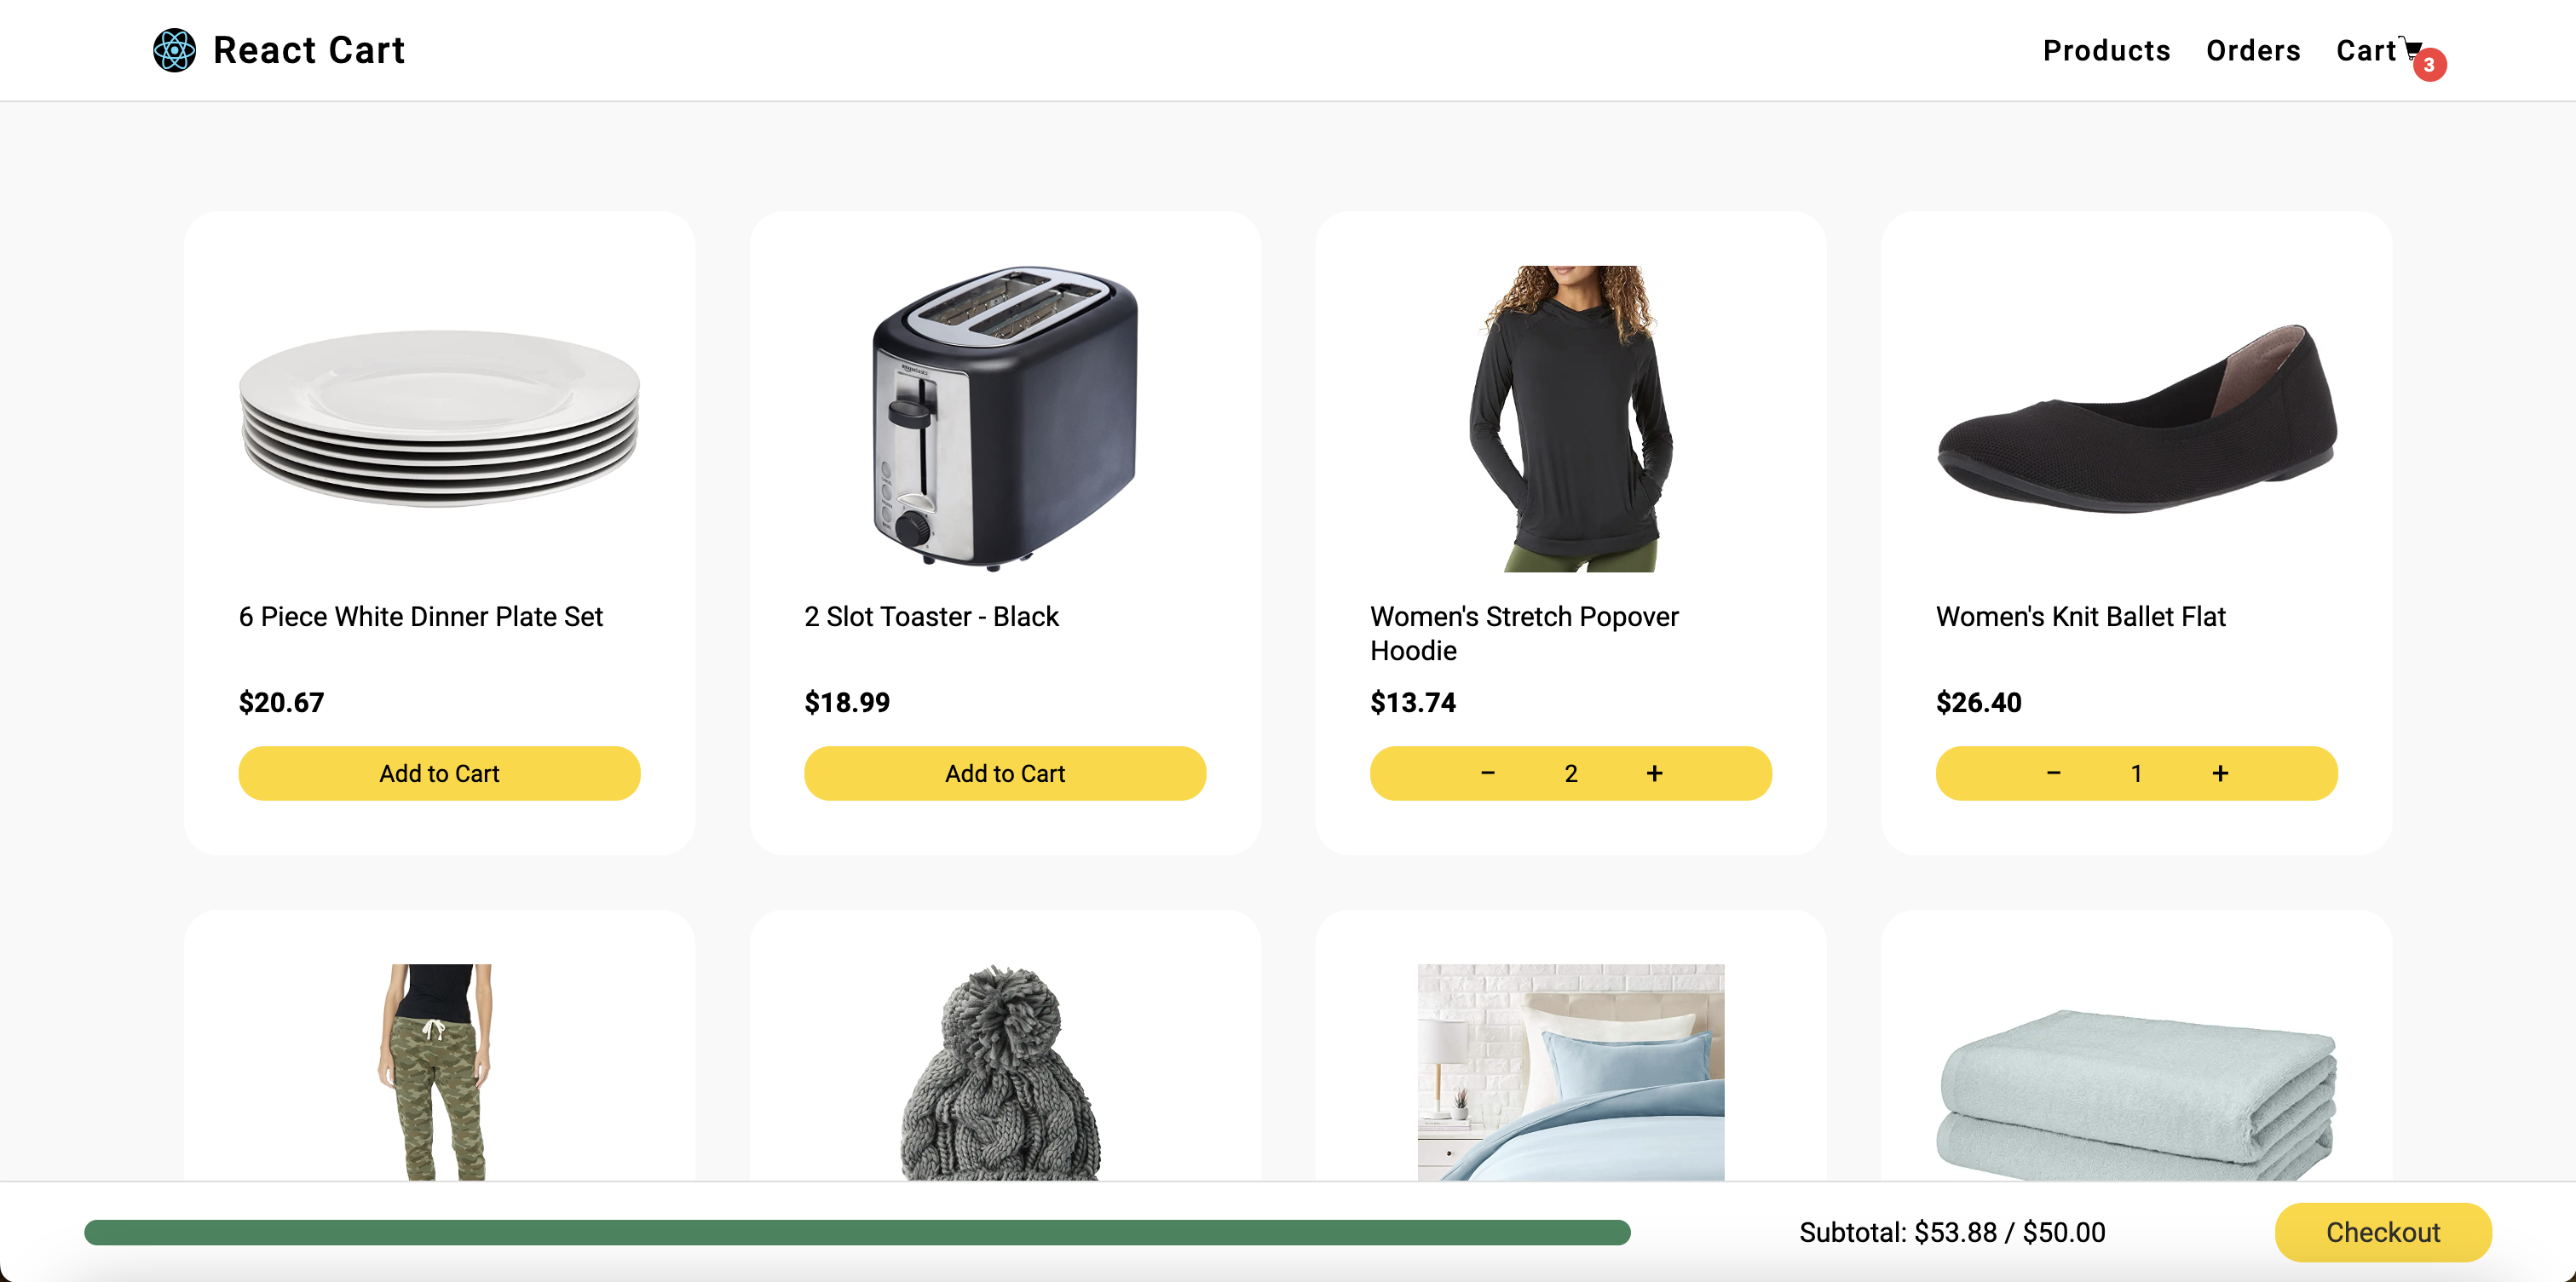 React Cart
Products Orders Cart 3
6 Piece White Dinner Plate Set
$20.67
Add to Cart
2 Slot Toaster - Black
$18.99
Add to Cart
Women's Stretch Popover
Hoodie
$13.74
− 2 +
Women's Knit Ballet Flat
$26.40
− 1 +
Subtotal: $53.88 / $50.00
Checkout